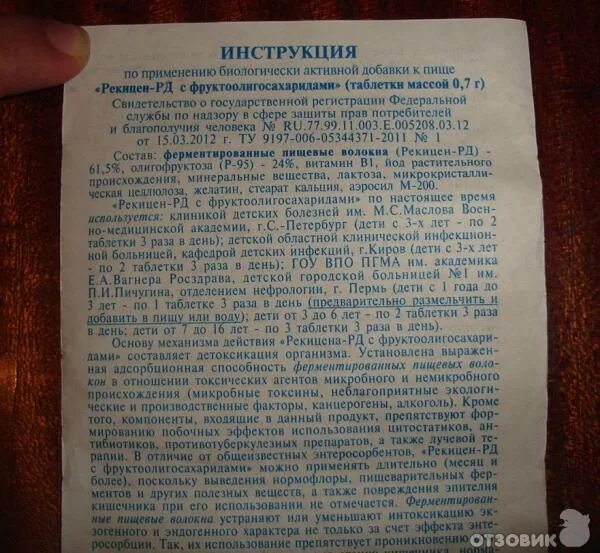 ИНСТРУКЦИЯ
по применению биологически активной добавки к пище
«Рекицен-РД с фруктоолигосахаридами» (таблетки массой 0,7 г)
Свидетельство о государственной регистрации Федеральной
службы по надзору в сфере защиты прав потребителей
и благополучия человека № RU.77.99.11.003.Е.005208.03.12
от 15.03.2012 г. ТУ 9197-006-05344371-2011 № 1
Состав: ферментированные пищевые волокна (Рекицен-РД) -
61,5%, олигофруктоза (Р-95) - 24%, витамин В1, йод растительного
происхождения, минеральные вещества, лактоза, микрокристалли-
ческая целлюлоза, желатин, стеарат кальция, аэросил М-200.
«Рекицен-РД с фруктоолигосахаридами» по настоящее время
используется: клиникой детских болезней им. М.С.Маслова Воен-
но-медицинской академии, г.С.-Петербург (дети с 3-х лет - по 2
таблетки 3 раза в день); детской областной клинической инфекцион-
ной больницей, кафедрой детских инфекций, г.Киров (дети с 3-х лет
- по 2 таблетки 3 раза в день); ГОУ ВПО ПГМА им. академика
Е.А.Вагнера Росздрава, детской городской больницей №1 им.
П.И.Пичугина, отделением нефрологии, г. Пермь (дети с 1 года до
3 лет - по 1 таблетке 3 раза в день (предварительно размельчить и
добавить в пищу или воду); дети от 3 до 6 лет - по 2 таблетки 3 раза
в день; дети от 7 до 16 лет - по 3 таблетки 3 раза в день).
Основу механизма действия «Рекицена-РД с фруктоолигосахари-
дами» составляет детоксикация организма. Установлена выражен-
ная адсорбционная способность ферментированных пищевых воло-
кон в отношении токсических агентов микробного и немикробного
происхождения (микробные токсины, неблагоприятные экологиче-
ские и производственные факторы, канцерогены, алкоголь). Кроме
того, компоненты, входящие в данный продукт, препятствуют фор-
мированию побочных эффектов использования цитостатиков, ан-
тибиотиков, противотуберкулезных препаратов, а также лучевой те-
рапии. В отличие от общеизвестных энтеросорбентов, «Рекицен-РД
с фруктоолигосахаридами» можно применять длительно (месяц и
более), поскольку выведения нормофлоры, пищеварительных фер-
ментов и других полезных веществ, а также повреждения эпителия
кишечника при его использовании не отмечается. Ферментирован-
ные пищевые волокна устраняют или уменьшают интоксикацию эк-
зогенного и эндогенного характера не только за счет эффекта энте-
росорбции. Так, их использование препятствует проникновению
ОТЗОВИК